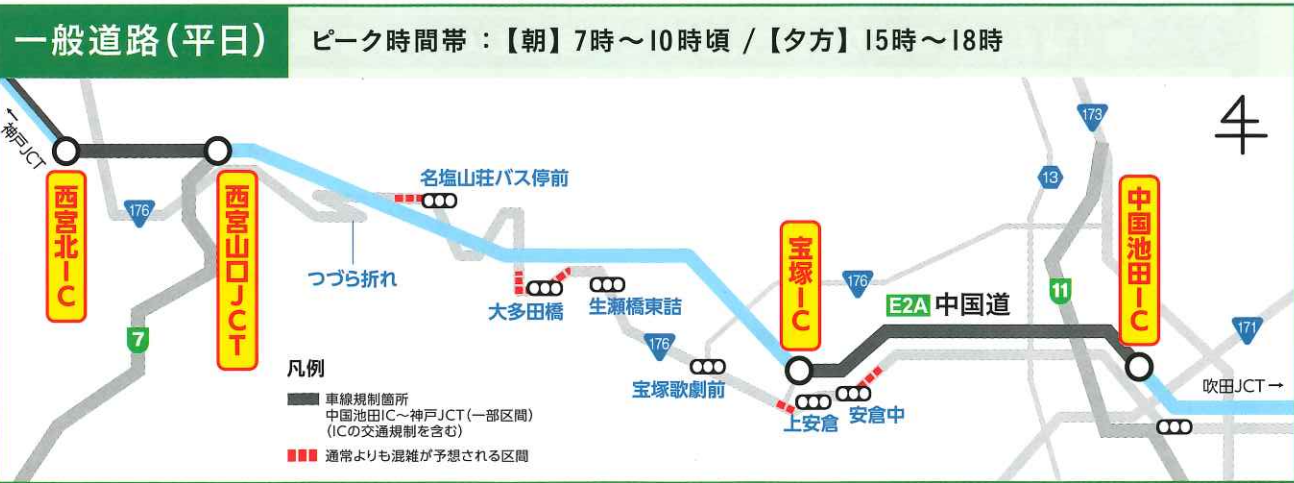 一般道路(平日)
ピーク時間帯：【朝】7時～10時頃 /【夕方】15時～18時
←神戸JCT
西宮北IC
176
西宮山口JCT
7
つづら折れ
名塩山荘バス停前
大多田橋
生瀬橋東詰
176
宝塚歌劇前
宝塚IC
上安倉
安倉中
176
E2A 中国道
13
173
11
中国池田IC
171
吹田JCT→
凡例
車線規制箇所
中国池田IC～神戸JCT(一部区間)
(ICの交通規制を含む)
通常よりも混雑が予想される区間